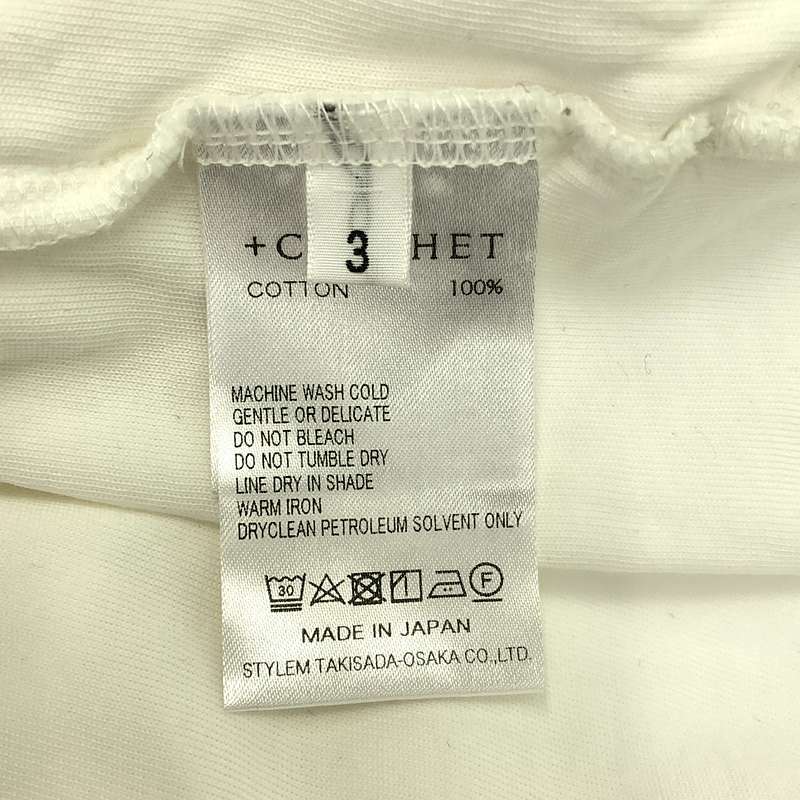 +C HET
3
COTTON 100%
MACHINE WASH COLD
GENTLE OR DELICATE
DO NOT BLEACH
DO NOT TUMBLE DRY
LINE DRY IN SHADE
WARM IRON
DRYCLEAN PETROLEUM SOLVENT ONLY
30 F
MADE IN JAPAN
STYLEM TAKISADA-OSAKA CO.,LTD.